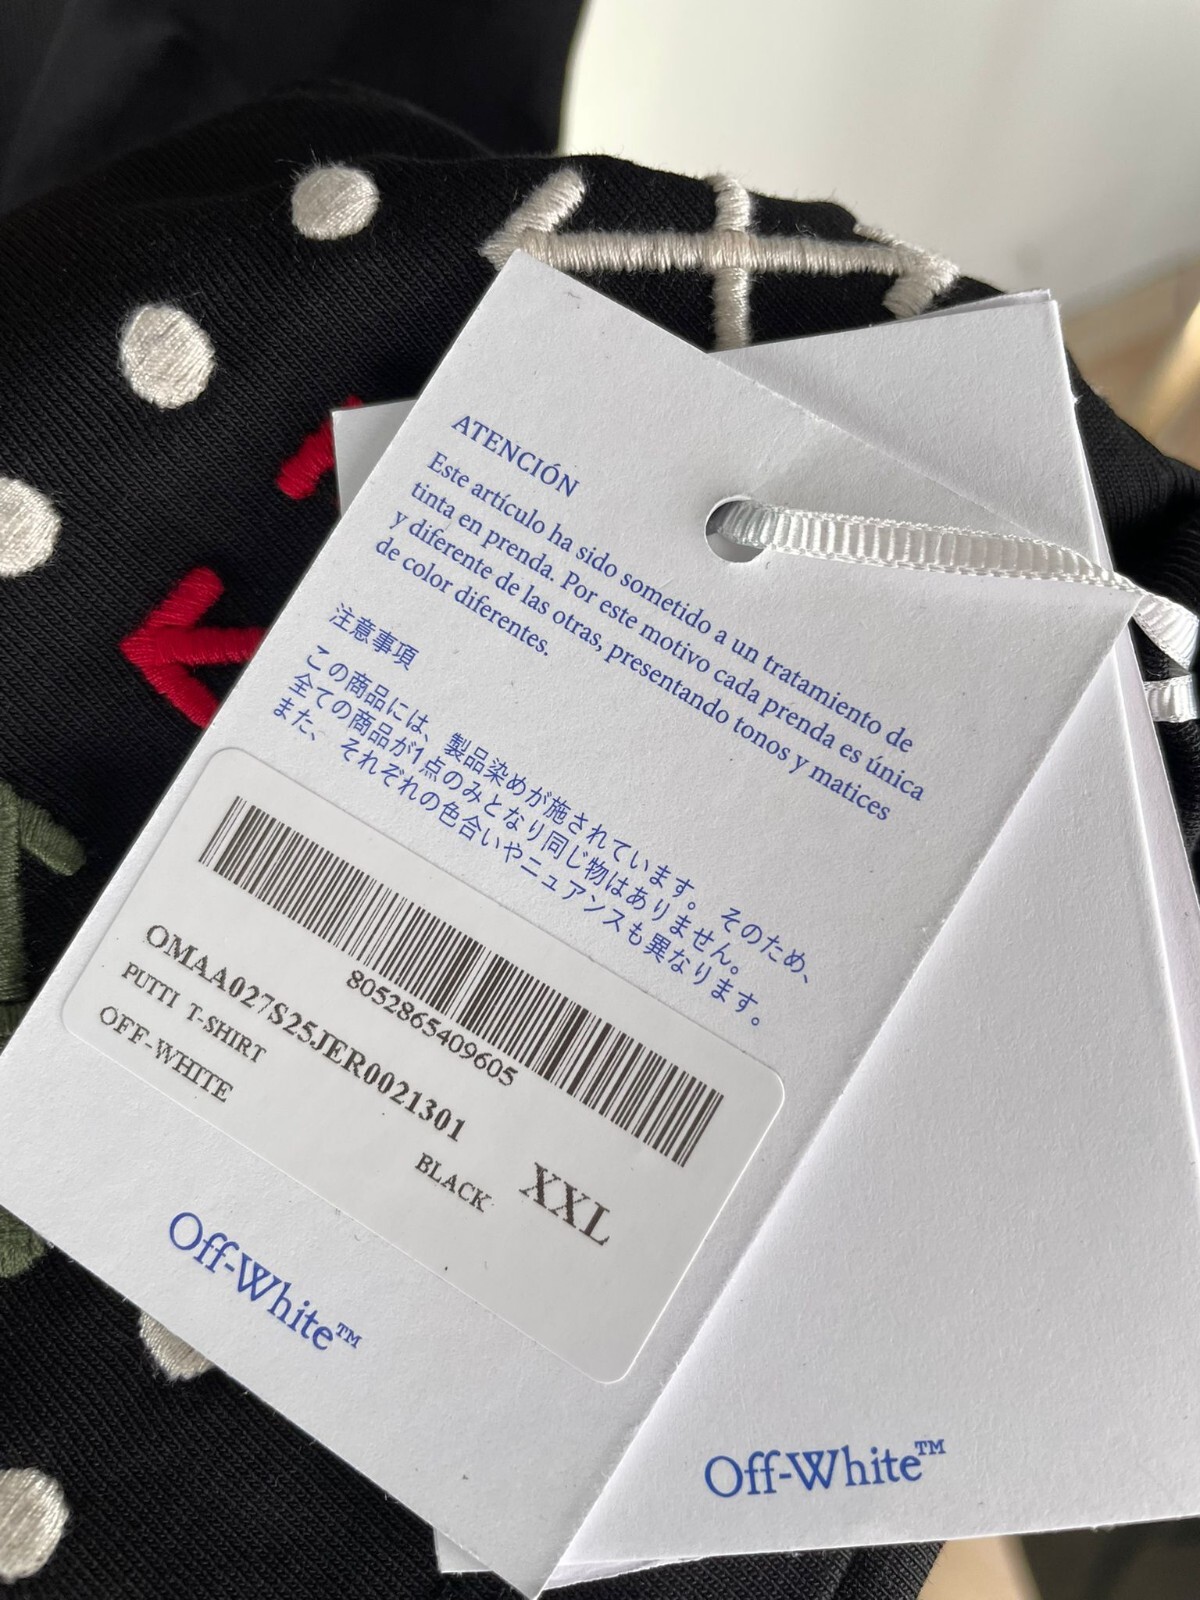 ATENCIÓN
Este artículo ha sido sometido a un tratamiento de
tinta en prenda. Por este motivo cada prenda es única
y diferente de las otras, presentando tonos y matices
de color diferentes.
注意事項
この商品には、製品染めが施されています。そのため、
全ての商品が1点のみとなり同じ物はありません。
また、それぞれの色合いやニュアンスも異なります。
8052865409605
OMAA027S25JER0021301
PUTTI T-SHIRT
OFF-WHITE
BLACK
XXL
Off-White™
Off-White™